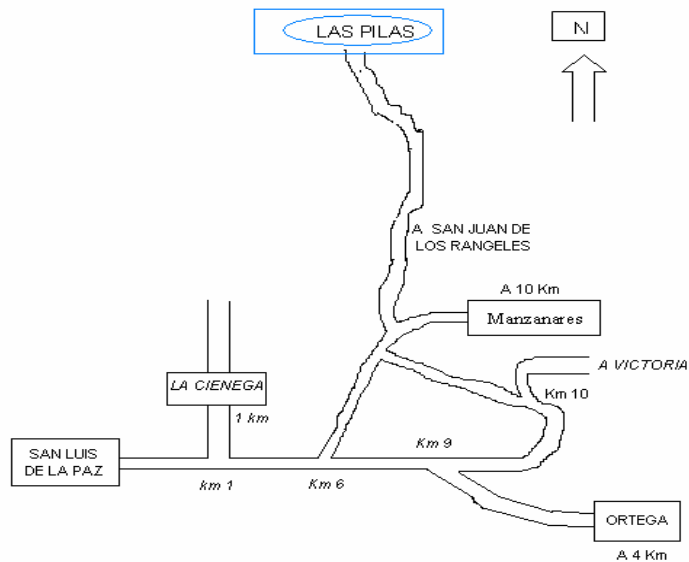 LAS PILAS
N
A SAN JUAN DE
LOS RANGELES
A 10 Km
Manzanares
A VICTORIA
LA CIENEGA
Km 10
1 km
Km 9
SAN LUIS
DE LA PAZ
km 1
Km 6
ORTEGA
A 4 Km